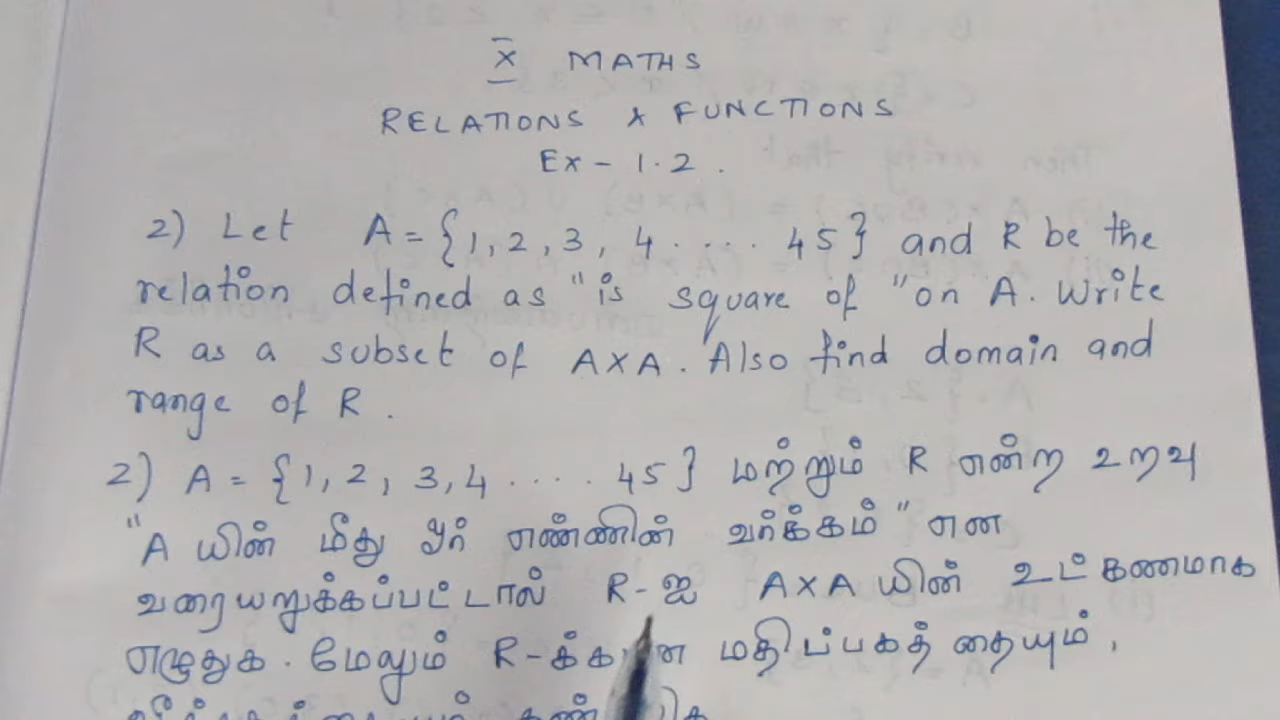 X MATHS
RELATIONS & FUNCTIONS
Ex - 1.2.
2) Let A = {1, 2, 3, 4 .... 45} and R be the
relation defined as "is square of" on A. Write
R as a subset of A×A. Also find domain and
range of R.
2) A = {1, 2, 3, 4 .... 45} மற்றும் R என்ற உறவு
"A யின் மீது ஓர் எண்ணின் வர்க்கம்" என
வரையறுக்கப்பட்டால் R-ஐ A×A யின் உட்கணமாக
எழுதுக. மேலும் R-க்கான மதிப்பகத்தையும்,